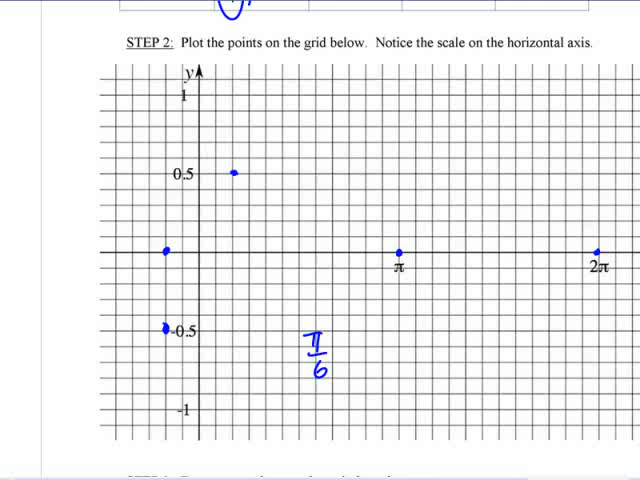 STEP 2: Plot the points on the grid below. Notice the scale on the horizontal axis.
y
1
0.5
π
2π
-0.5
π
6
-1